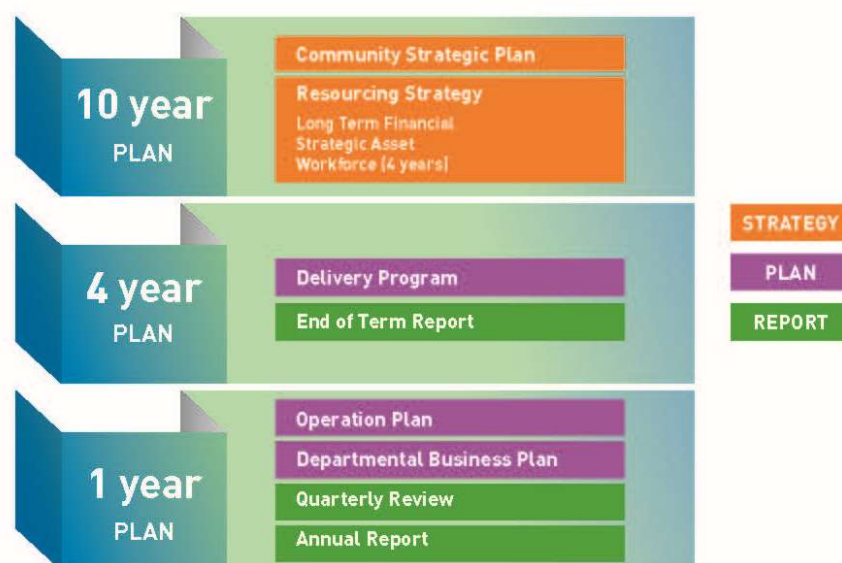 10 year
PLAN
Community Strategic Plan
Resourcing Strategy
Long Term Financial
Strategic Asset
Workforce (4 years)
4 year
PLAN
Delivery Program
End of Term Report
1 year
PLAN
Operation Plan
Departmental Business Plan
Quarterly Review
Annual Report
STRATEGY
PLAN
REPORT